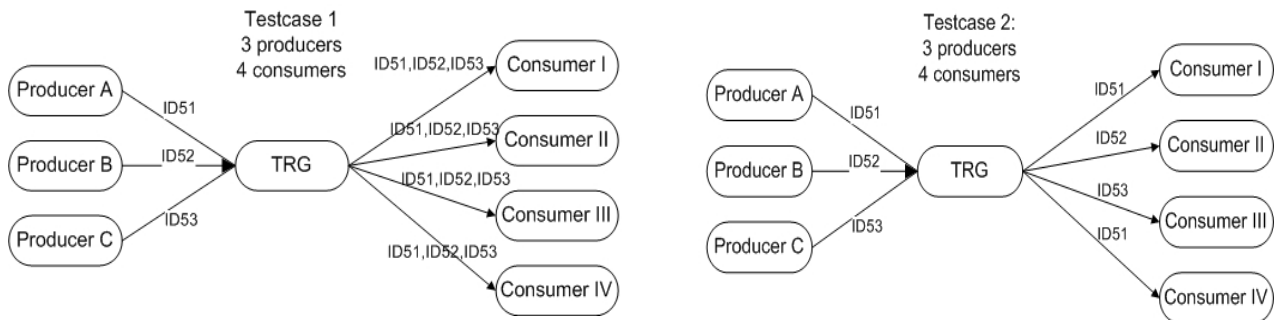 Testcase 1
3 producers
4 consumers
Producer A
Producer B
Producer C
ID51
ID52
ID53
TRG
ID51,ID52,ID53
ID51,ID52,ID53
ID51,ID52,ID53
ID51,ID52,ID53
Consumer I
Consumer II
Consumer III
Consumer IV
Testcase 2:
3 producers
4 consumers
Producer A
Producer B
Producer C
ID51
ID52
ID53
TRG
ID51
ID52
ID53
ID51
Consumer I
Consumer II
Consumer III
Consumer IV